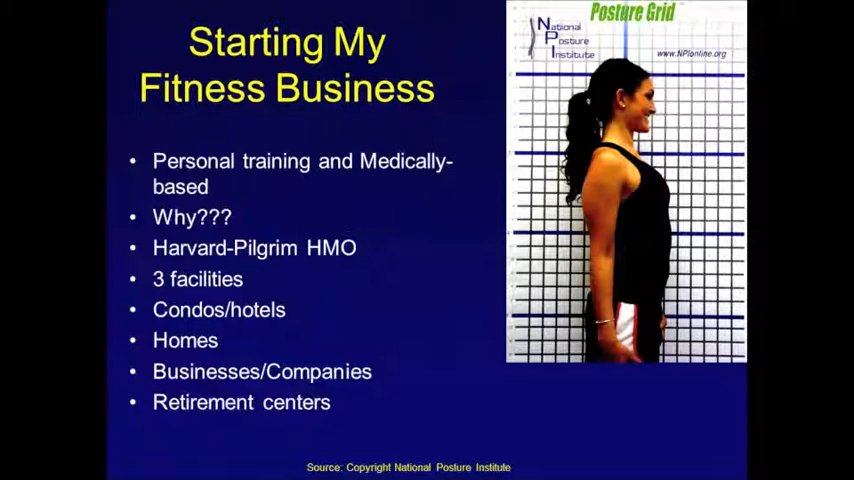 Starting My
Fitness Business
• Personal training and Medically-
based
• Why???
• Harvard-Pilgrim HMO
• 3 facilities
• Condos/hotels
• Homes
• Businesses/Companies
• Retirement centers
Posture Grid
National
Posture
Institute
www.NPIonline.org
Source: Copyright National Posture Institute